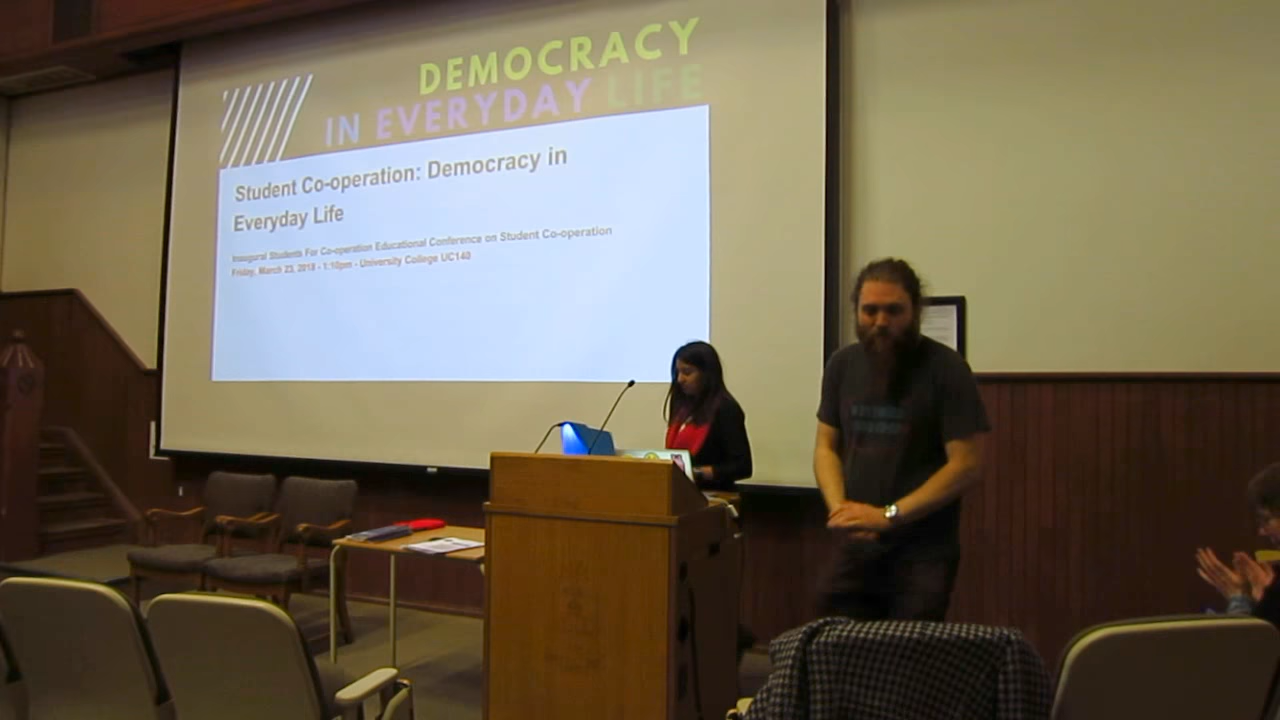 DEMOCRACY
IN EVERYDAY LIFE
Student Co-operation: Democracy in
Everyday Life
Inaugural Students For Co-operation Educational Conference on Student Co-operation
Friday, March 23, 2018 - 1:10pm - University College UC140